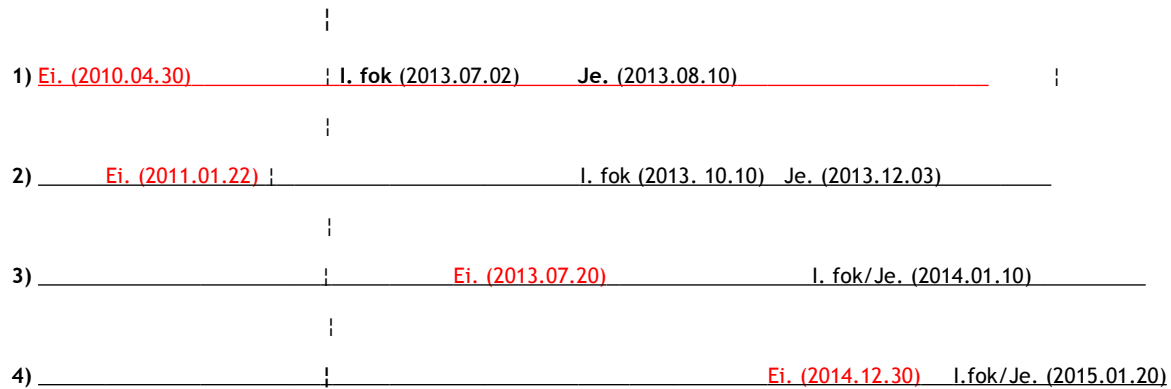 1) Ei. (2010.04.30) ¦ I. fok (2013.07.02) Je. (2013.08.10) ¦
2) Ei. (2011.01.22) ¦ I. fok (2013. 10.10) Je. (2013.12.03)
3) ¦ Ei. (2013.07.20) I. fok/Je. (2014.01.10)
4) ¦ Ei. (2014.12.30) I.fok/Je. (2015.01.20)